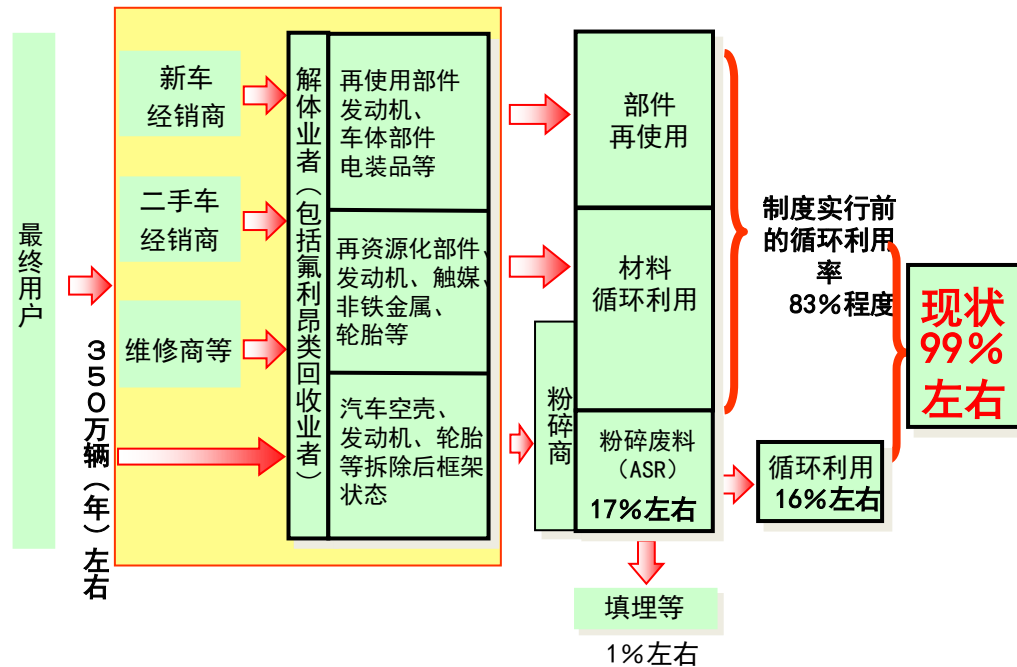 最终用户
350万辆（年）左右
新车
经销商
二手车
经销商
维修商等
解体业者（包括氟利昂类回收业者）
再使用部件
发动机、
车体部件
电装品等
再资源化部件、
发动机、触媒、
非铁金属、
轮胎等
汽车空壳、
发动机、轮胎
等拆除后框架
状态
粉碎商
部件
再使用
材料
循环利用
粉碎废料
（ASR）
17%左右
填埋等
1%左右
制度实行前
的循环利用
率
83%程度
循环利用
16%左右
现状
99%
左右